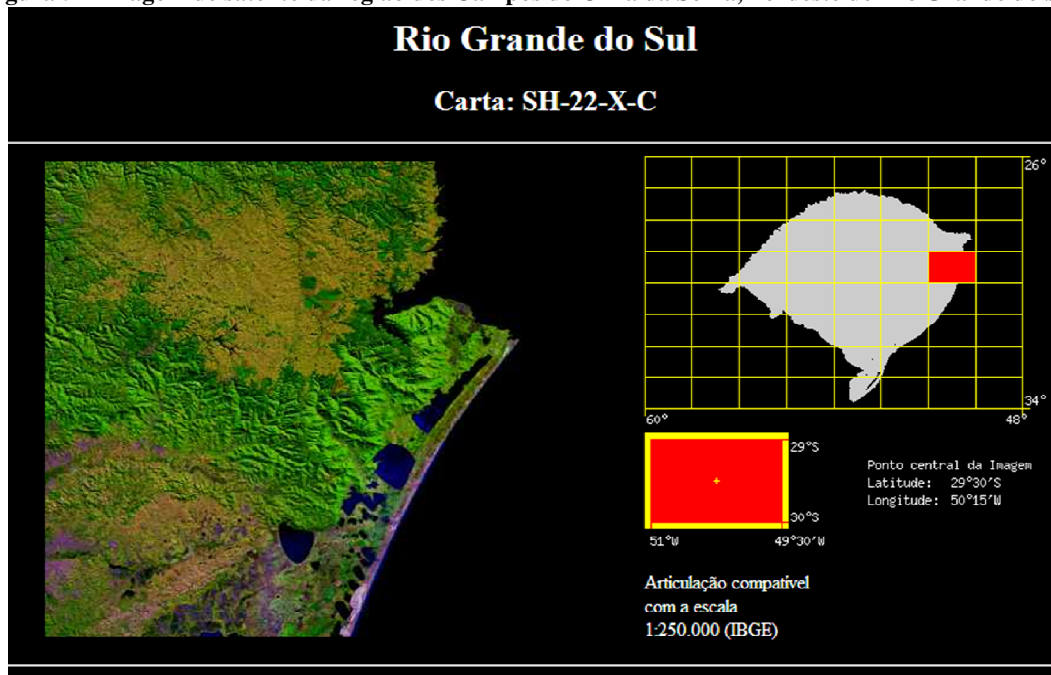 Rio Grande do Sul
Carta: SH-22-X-C
26°
34°
60°
48°
29°S
Ponto central da Imagem
Latitude: 29°30'S
Longitude: 50°15'W
30°S
51°W
49°30'W
Articulação compatível
com a escala
1:250.000 (IBGE)